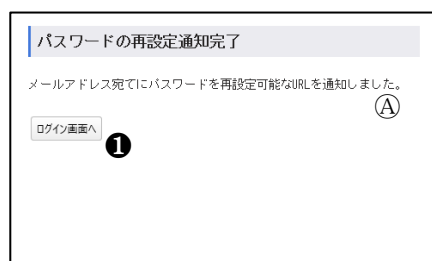 パスワードの再設定通知完了
メールアドレス宛てにパスワードを再設定可能なURLを通知しました。
Ⓐ
ログイン画面へ
❶